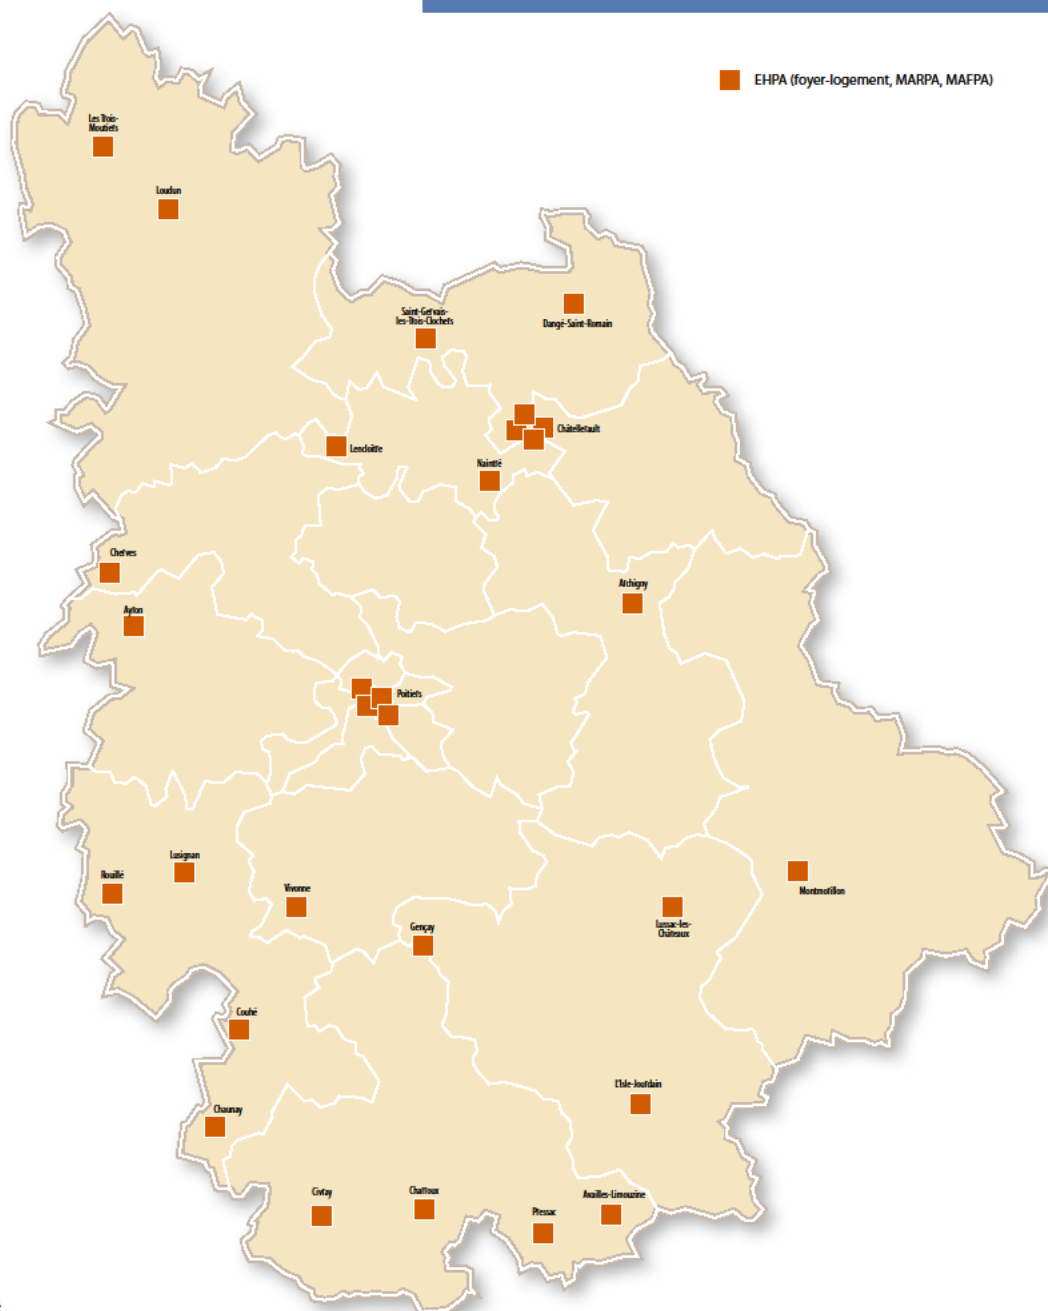 EHPA (foyer-logement, MARPA, MAFPA)
Les Trois-
Moutiers
Loudun
Saint-Gervais-
les-Trois-Clochers
Dangé-Saint-Romain
Châtellerault
Lencloître
Naintré
Cherves
Archigny
Ayron
Poitiers
Lusignan
Rouillé
Vivonne
Montmorillon
Lussac-les-
Châteaux
Gençay
Couhé
L'Isle-Jourdain
Chaunay
Civray
Charroux
Availles-Limouzine
Pressac